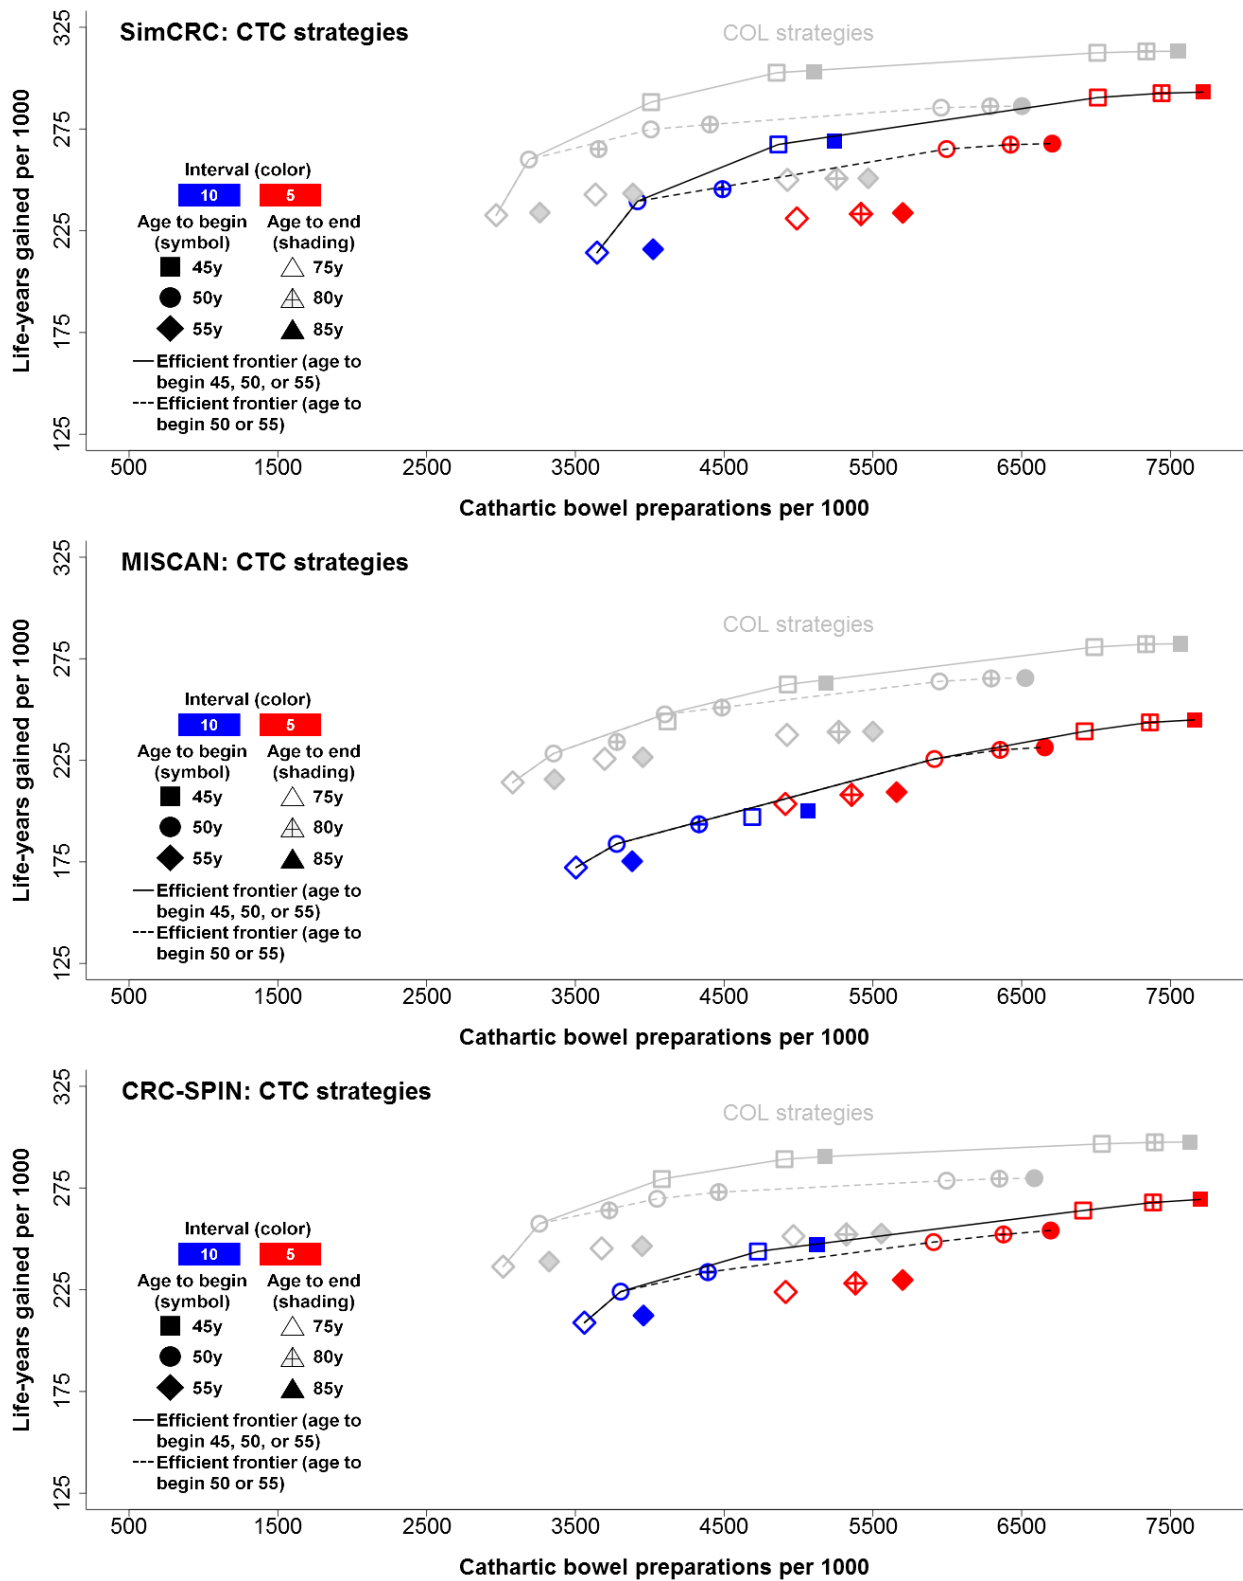 SimCRC: CTC strategies
COL strategies
Life-years gained per 1000
325
275
225
175
125
Interval (color)
10 5
Age to begin (symbol) Age to end (shading)
45y 75y
50y 80y
55y 85y
Efficient frontier (age to
begin 45, 50, or 55)
Efficient frontier (age to
begin 50 or 55)
500 1500 2500 3500 4500 5500 6500 7500
Cathartic bowel preparations per 1000
MISCAN: CTC strategies
COL strategies
Life-years gained per 1000
325
275
225
175
125
Interval (color)
10 5
Age to begin (symbol) Age to end (shading)
45y 75y
50y 80y
55y 85y
Efficient frontier (age to
begin 45, 50, or 55)
Efficient frontier (age to
begin 50 or 55)
500 1500 2500 3500 4500 5500 6500 7500
Cathartic bowel preparations per 1000
CRC-SPIN: CTC strategies
COL strategies
Life-years gained per 1000
325
275
225
175
125
Interval (color)
10 5
Age to begin (symbol) Age to end (shading)
45y 75y
50y 80y
55y 85y
Efficient frontier (age to
begin 45, 50, or 55)
Efficient frontier (age to
begin 50 or 55)
500 1500 2500 3500 4500 5500 6500 7500
Cathartic bowel preparations per 1000